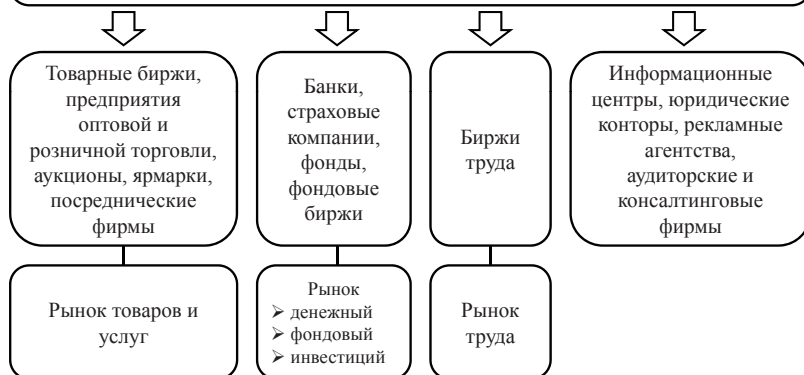 Товарные биржи,
предприятия
оптовой и
розничной торговли,
аукционы, ярмарки,
посреднические
фирмы
Банки,
страховые
компании,
фонды,
фондовые
биржи
Биржи
труда
Информационные
центры, юридические
конторы, рекламные
агентства,
аудиторские и
консалтинговые
фирмы
Рынок товаров и
услуг
Рынок
➢ денежный
➢ фондовый
➢ инвестиций
Рынок
труда